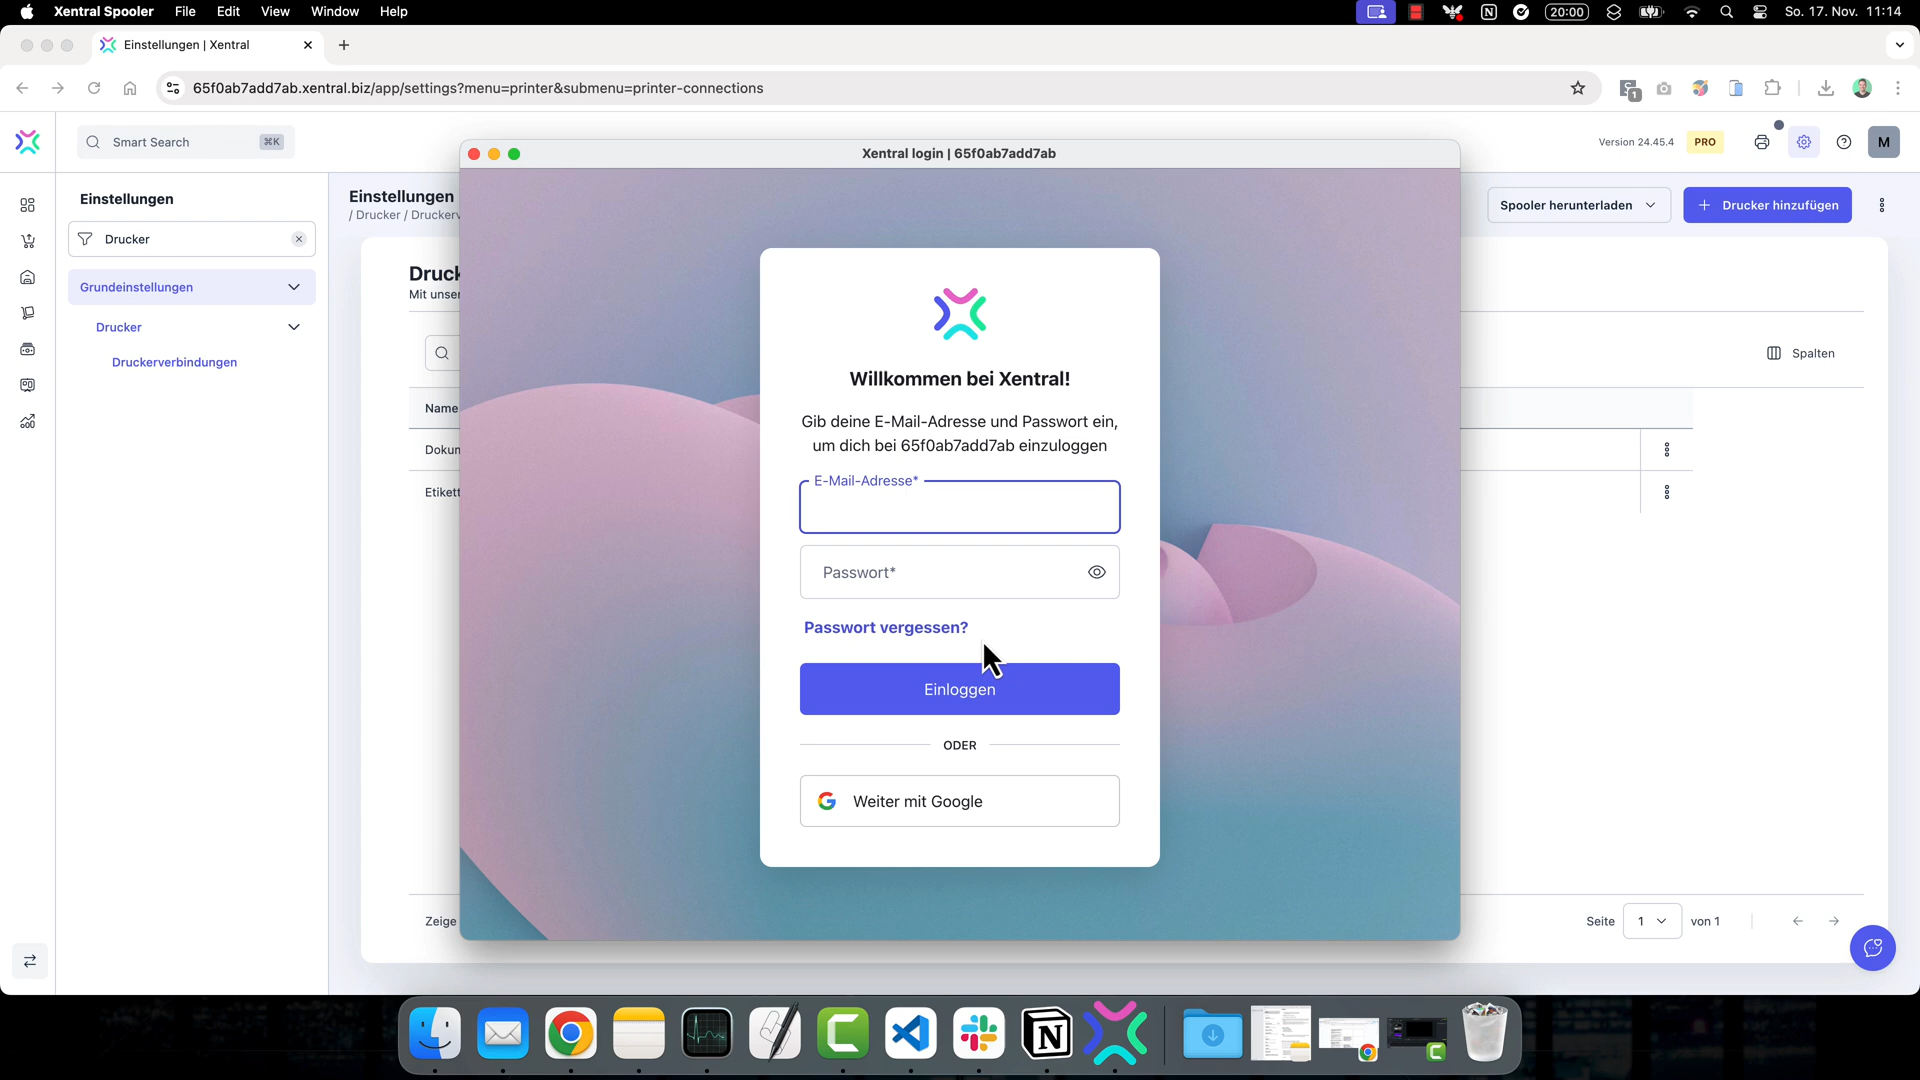 Xentral Spooler File Edit View Window Help
20:00 So. 17. Nov. 11:14
Einstellungen | Xentral
65f0ab7add7ab.xentral.biz/app/settings?menu=printer&submenu=printer-connections
1
Smart Search ⌘K
Version 24.45.4 PRO M
Xentral login | 65f0ab7add7ab
Einstellungen
Drucker
Grundeinstellungen
Drucker
Druckerverbindungen
Einstellungen
/ Drucker / Druckerv
Spooler herunterladen
Drucker hinzufügen
Druck
Mit unser
Spalten
Name
Dokum
Etikett
Zeige
Seite 1 von 1
Willkommen bei Xentral!
Gib deine E-Mail-Adresse und Passwort ein,
um dich bei 65f0ab7add7ab einzuloggen
E-Mail-Adresse*
Passwort*
Passwort vergessen?
Einloggen
ODER
Weiter mit Google